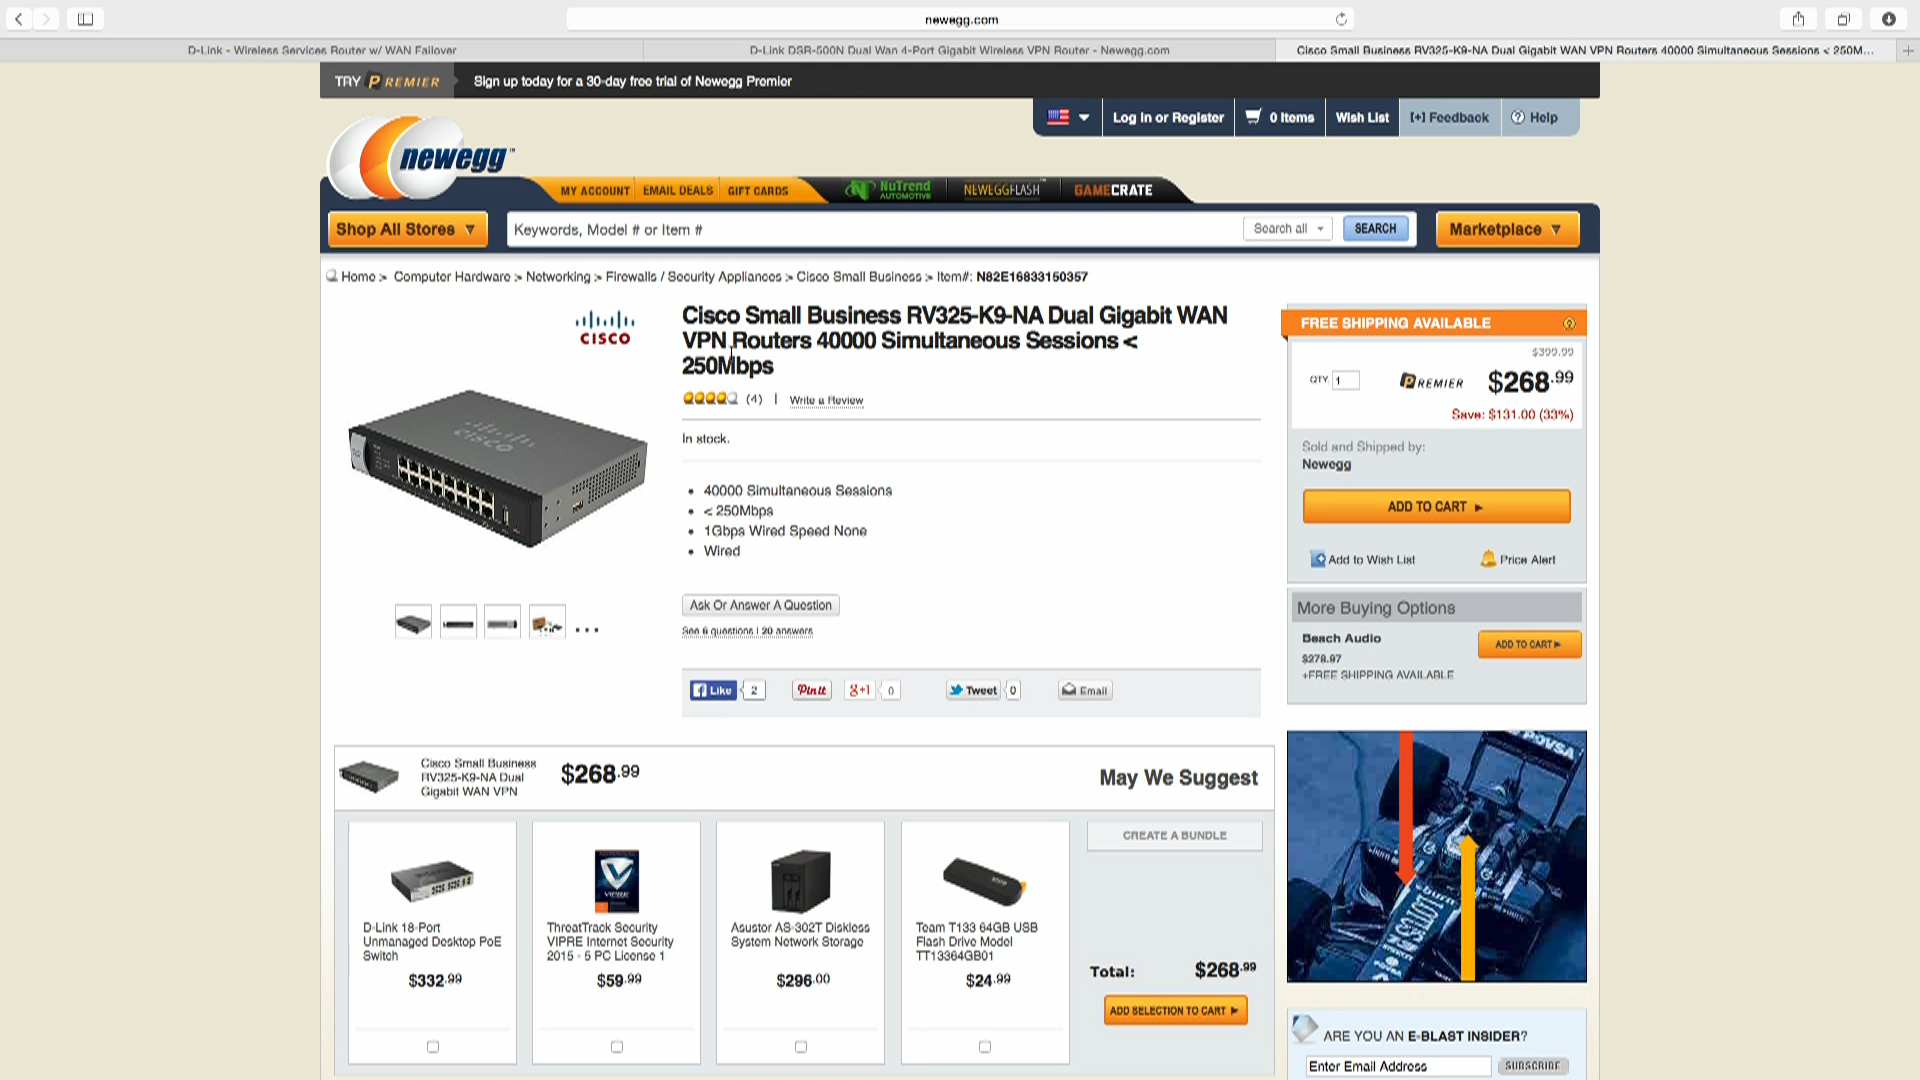 newegg.com
D-Link - Wireless Services Router w/ WAN Failover
D-Link DSR-500N Dual Wan 4-Port Gigabit Wireless VPN Router - Newegg.com
Cisco Small Business RV325-K9-NA Dual Gigabit WAN VPN Routers 40000 Simultaneous Sessions < 250M...
TRY PREMIER
Sign up today for a 30-day free trial of Newegg Premier
Log in or Register
0 Items
Wish List
[+] Feedback
Help
newegg
MY ACCOUNT
EMAIL DEALS
GIFT CARDS
NuTrend AUTOMOTIVE
NEWEGGFLASH
GAMECRATE
Shop All Stores
Keywords, Model # or Item #
Search all
SEARCH
Marketplace
Home > Computer Hardware > Networking > Firewalls / Security Appliances > Cisco Small Business > Item#: N82E16833150357
CISCO
Cisco Small Business RV325-K9-NA Dual Gigabit WAN
VPN Routers 40000 Simultaneous Sessions <
250Mbps
(4) | Write a Review
In stock.
40000 Simultaneous Sessions
< 250Mbps
1Gbps Wired Speed None
Wired
Ask Or Answer A Question
See 6 questions | 20 answers
Like 2
Pin It
g+1 0
Tweet 0
Email
FREE SHIPPING AVAILABLE
$399.99
QTY. 1
PREMIER
$268.99
Save: $131.00 (33%)
Sold and Shipped by:
Newegg
ADD TO CART
Add to Wish List
Price Alert
More Buying Options
Beach Audio
$278.97
+FREE SHIPPING AVAILABLE
ADD TO CART
Cisco Small Business
RV325-K9-NA Dual
Gigabit WAN VPN
$268.99
May We Suggest
D-Link 18-Port
Unmanaged Desktop PoE
Switch
$332.99
VIPRE
ThreatTrack Security
VIPRE Internet Security
2015 - 5 PC License 1
$59.99
Asustor AS-302T Diskless
System Network Storage
$296.00
Team T133 64GB USB
Flash Drive Model
TT13364GB01
$24.99
CREATE A BUNDLE
Total: $268.99
ADD SELECTION TO CART
ARE YOU AN E-BLAST INSIDER?
Enter Email Address
SUBSCRIBE